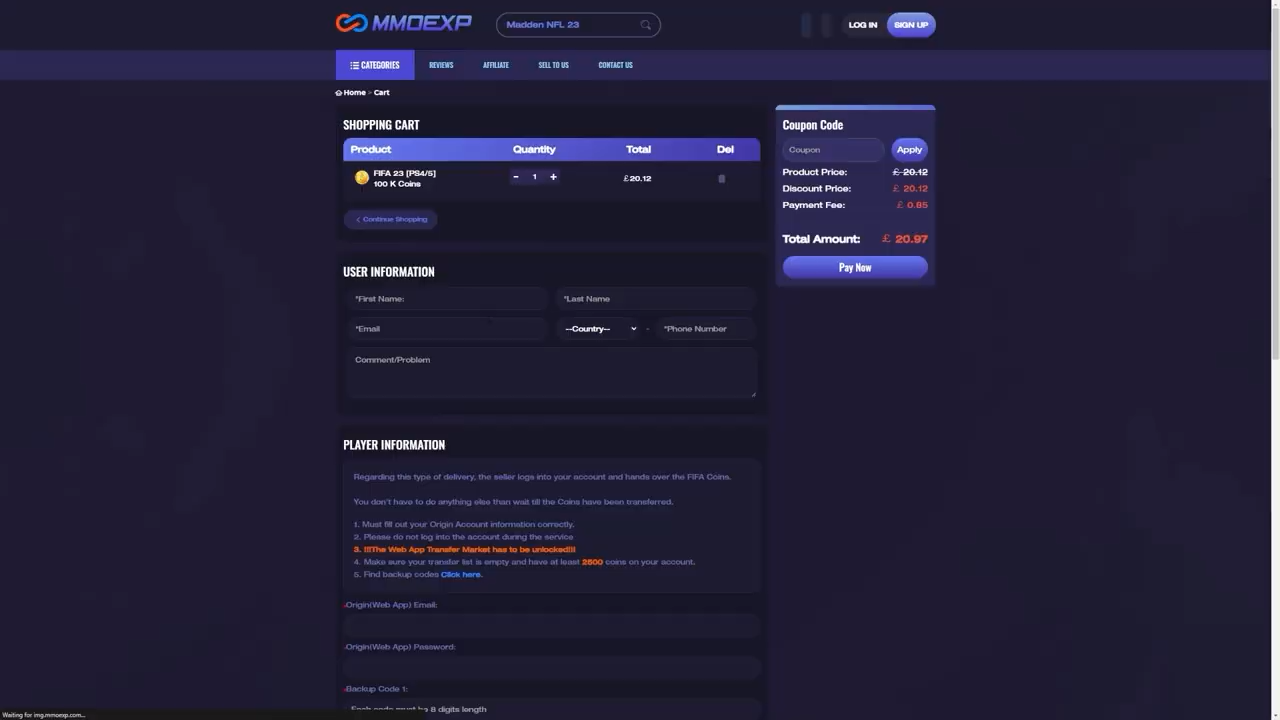 MMOEXP
Madden NFL 23
LOG IN
SIGN UP
CATEGORIES
REVIEWS
AFFILIATE
SELL TO US
CONTACT US
Home > Cart
SHOPPING CART
Product Quantity Total Del
FIFA 23 [PS4/5]
100 K Coins
- 1 +
£20.12
< Continue Shopping
Coupon Code
Coupon
Apply
Product Price: £ 20.12
Discount Price: £ 20.12
Payment Fee: £ 0.85
Total Amount: £ 20.97
Pay Now
USER INFORMATION
*First Name:
*Last Name
*Email
--Country--
- *Phone Number
Comment/Problem
PLAYER INFORMATION
Regarding this type of delivery, the seller logs into your account and hands over the FIFA Coins.
You don't have to do anything else than wait till the Coins have been transferred.
1. Must fill out your Origin Account information correctly.
2. Please do not log into the account during the service
3. !!!The Web App Transfer Market has to be unlocked!!!
4. Make sure your transfer list is empty and have at least 2500 coins on your account.
5. Find backup codes Click here.
*Origin(Web App) Email:
*Origin(Web App) Password:
*Backup Code 1:
Each code must be 8 digits length
Waiting for img.mmoexp.com...